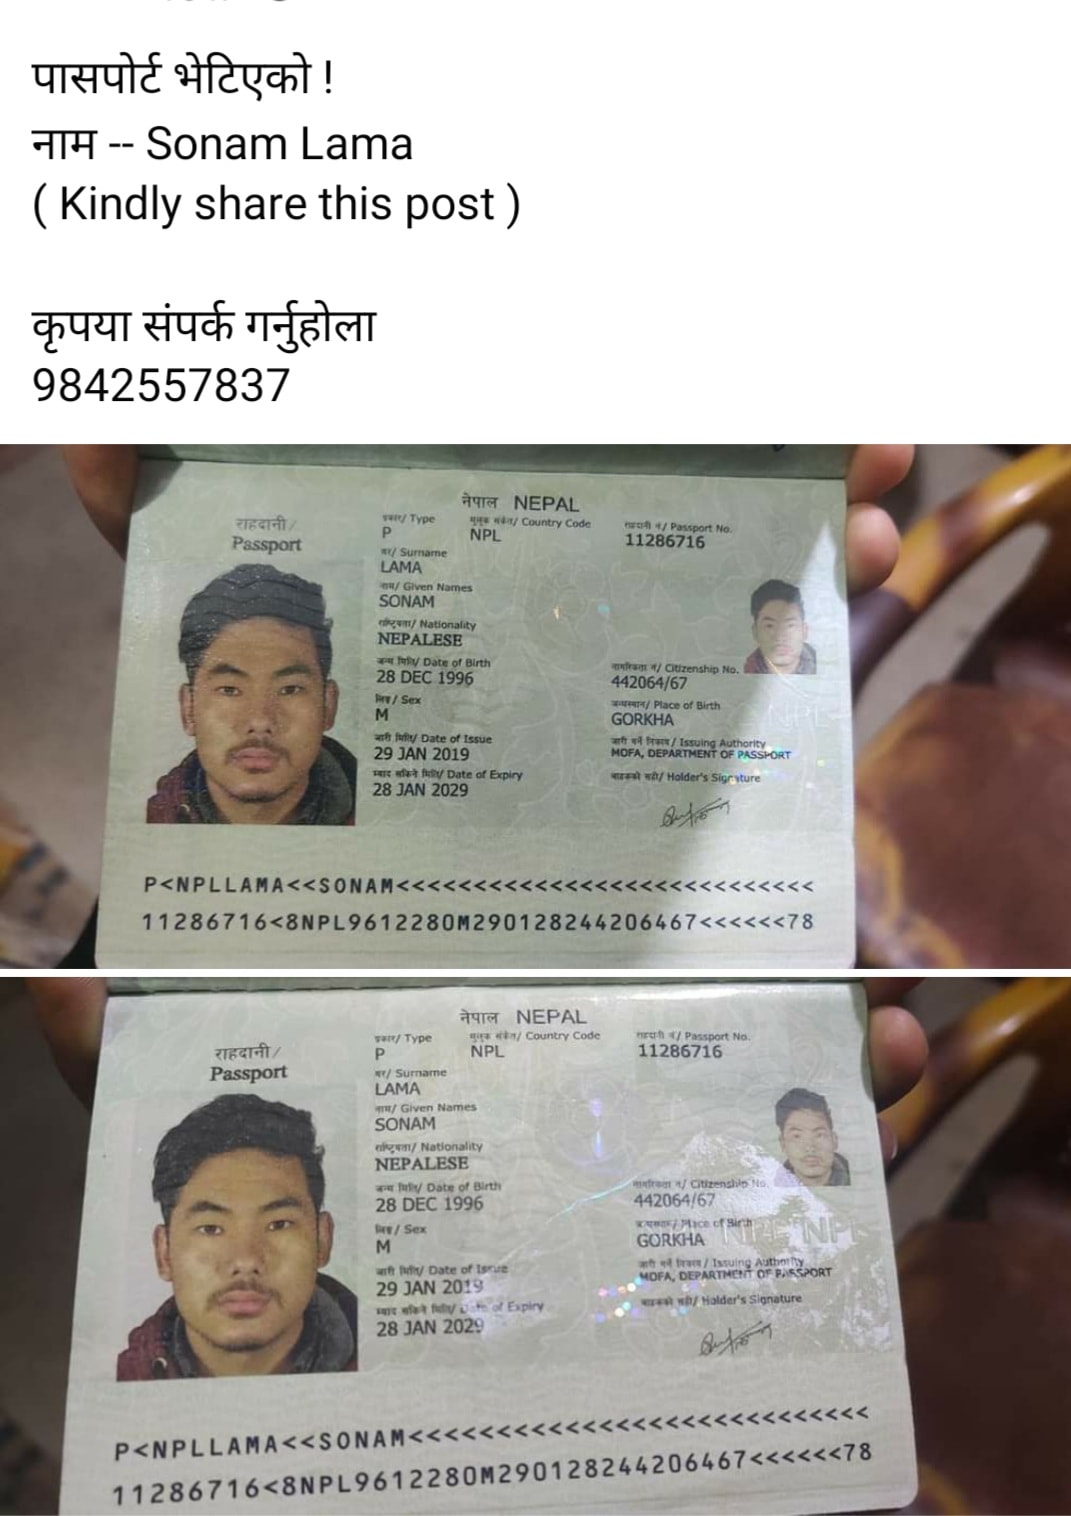 पासपोर्ट भेटिएको !
नाम -- Sonam Lama
( Kindly share this post )
कृपया संपर्क गर्नुहोला
9842557837
नेपाल NEPAL
राहदानी/
Passport
प्रकार/ Type
P
मुलुक संकेत/ Country Code
NPL
राहदानी नं/ Passport No.
11286716
थर/ Surname
LAMA
नाम/ Given Names
SONAM
राष्ट्रियता/ Nationality
NEPALESE
जन्म मिति/ Date of Birth
28 DEC 1996
नागरिकता नं/ Citizenship No.
442064/67
लिङ्ग/ Sex
M
जन्मस्थान/ Place of Birth
GORKHA
जारी मिति/ Date of Issue
29 JAN 2019
जारी गर्ने निकाय / Issuing Authority
MOFA, DEPARTMENT OF PASSPORT
म्याद सकिने मिति/ Date of Expiry
28 JAN 2029
वाहकको सही/ Holder's Signature
P<NPLLAMA<<SONAM<<<<<<<<<<<<<<<<<<<<<<<<<<<<
11286716<8NPL9612280M290128244206467<<<<<<78
नेपाल NEPAL
राहदानी/
Passport
प्रकार/ Type
P
मुलुक संकेत/ Country Code
NPL
राहदानी नं/ Passport No.
11286716
थर/ Surname
LAMA
नाम/ Given Names
SONAM
राष्ट्रियता/ Nationality
NEPALESE
जन्म मिति/ Date of Birth
28 DEC 1996
नागरिकता नं/ Citizenship No.
442064/67
लिङ्ग/ Sex
M
जन्मस्थान/ Place of Birth
GORKHA
जारी मिति/ Date of Issue
29 JAN 2019
जारी गर्ने निकाय / Issuing Authority
MOFA, DEPARTMENT OF PASSPORT
म्याद सकिने मिति/ Date of Expiry
28 JAN 2029
वाहकको सही/ Holder's Signature
P<NPLLAMA<<SONAM<<<<<<<<<<<<<<<<<<<<<<<<<<<<
11286716<8NPL9612280M290128244206467<<<<<<78